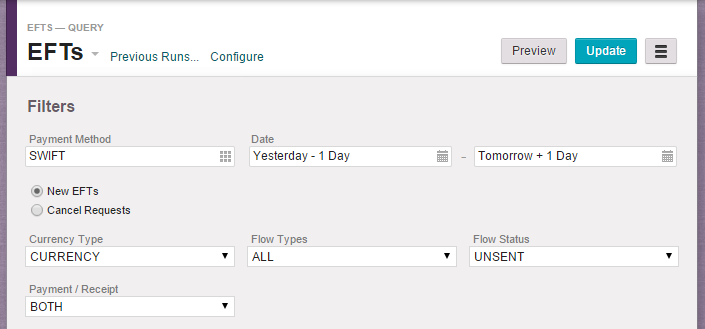 EFTS — QUERY
EFTs Previous Runs... Configure Preview Update
Filters
Payment Method Date
SWIFT Yesterday - 1 Day - Tomorrow + 1 Day
New EFTs
Cancel Requests
Currency Type Flow Types Flow Status
CURRENCY ALL UNSENT
Payment / Receipt
BOTH